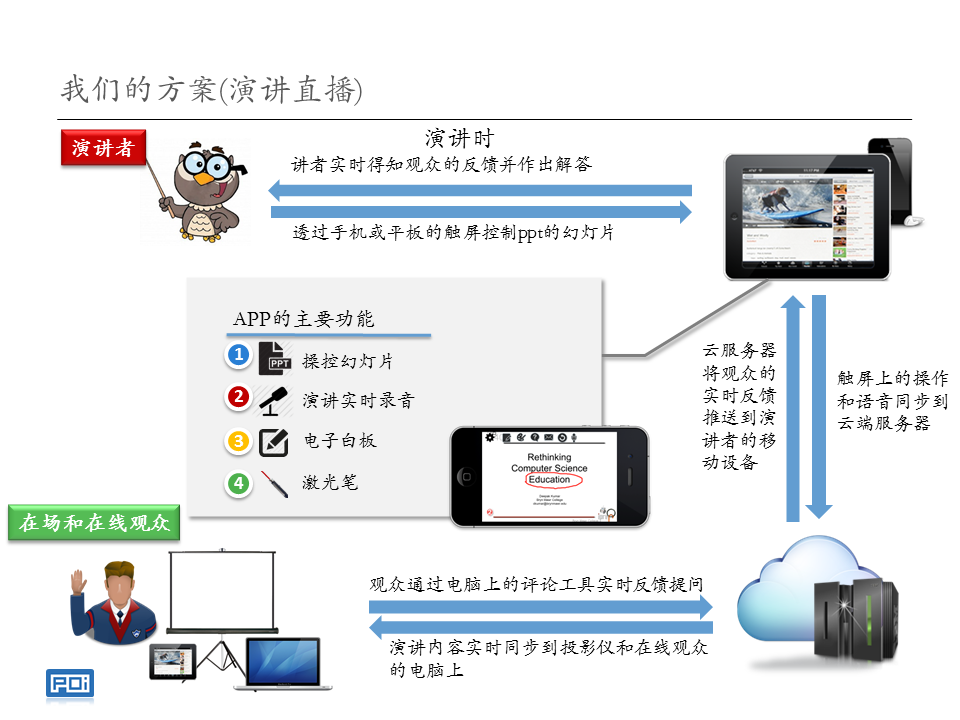 我们的方案(演讲直播)
演讲者
演讲时
讲者实时得知观众的反馈并作出解答
透过手机或平板的触屏控制ppt的幻灯片
APP的主要功能
1
PPT
操控幻灯片
2
演讲实时录音
3
电子白板
4
激光笔
Rethinking
Computer Science
Education
云服务器
将观众的
实时反馈
推送到演
讲者的移
动设备
触屏上的操作
和语音同步到
云端服务器
在场和在线观众
观众通过电脑上的评论工具实时反馈提问
演讲内容实时同步到投影仪和在线观众
的电脑上
POi